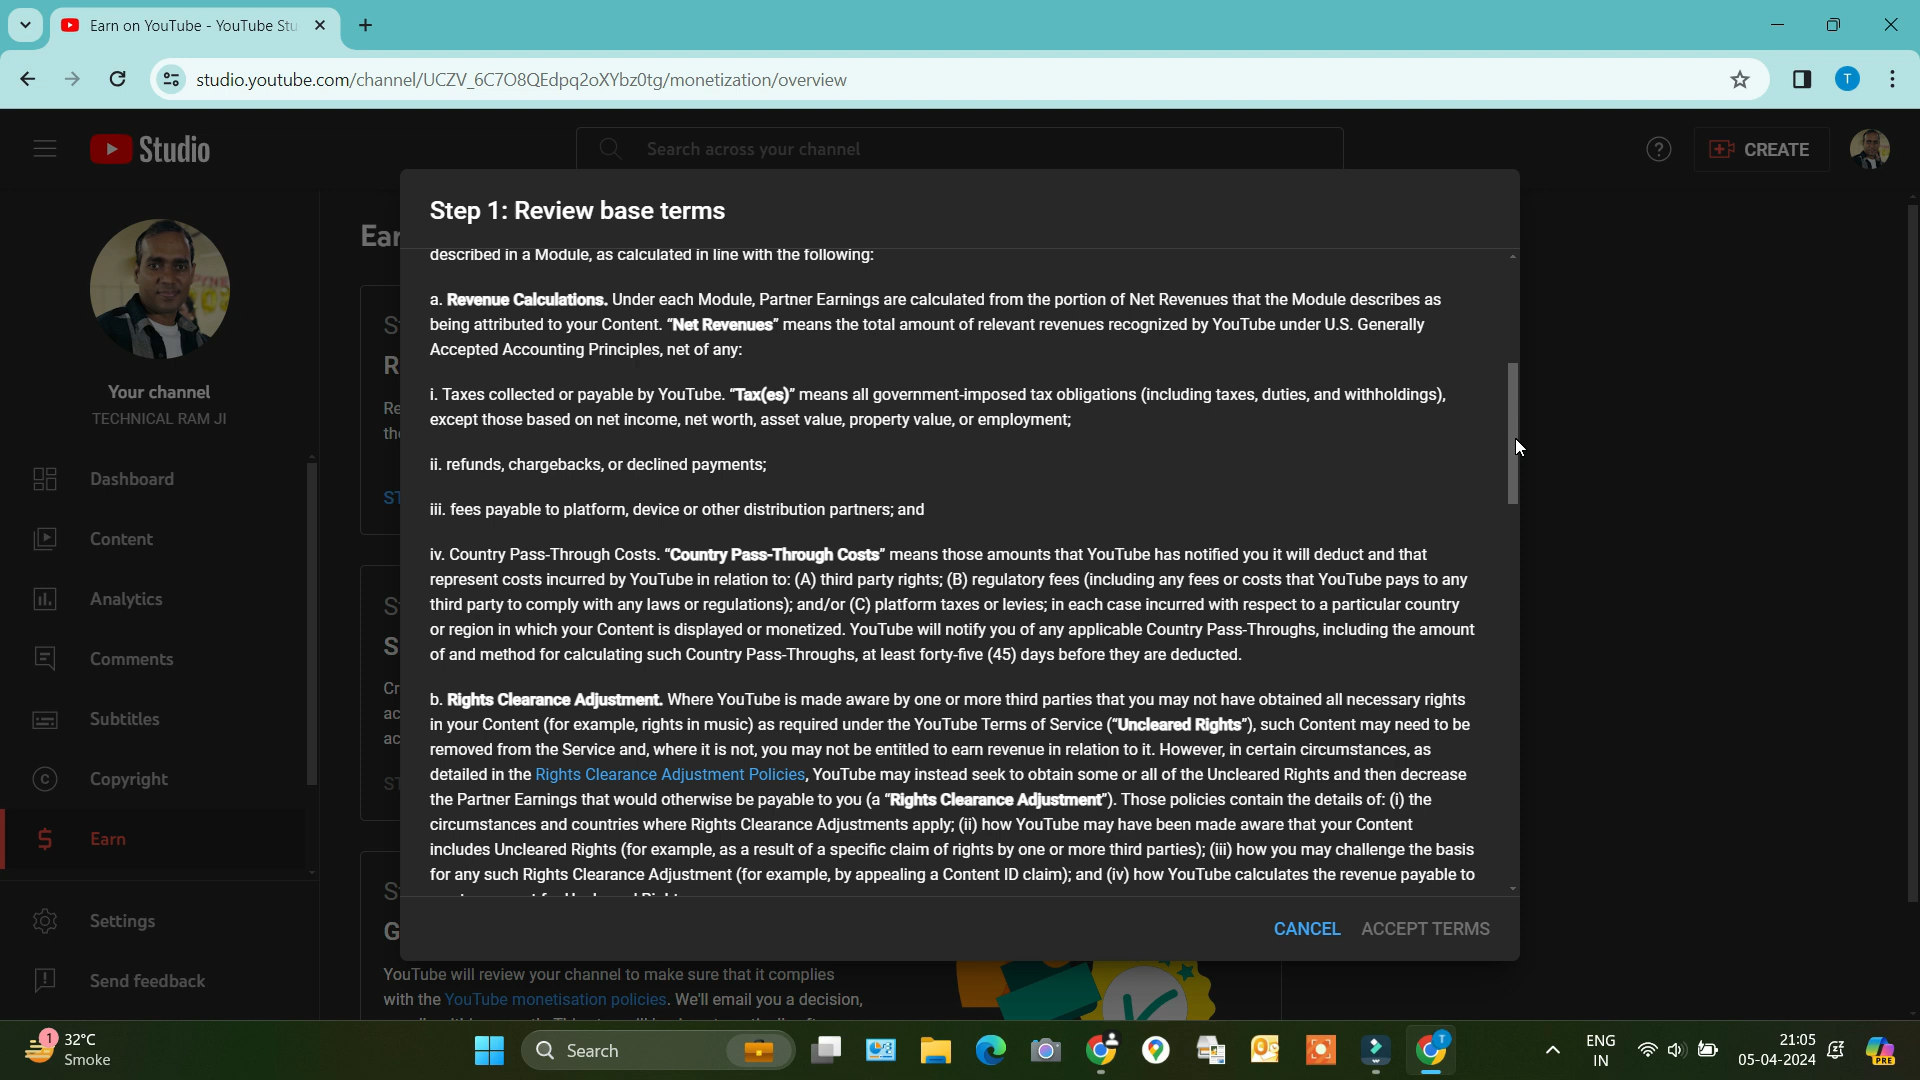 Earn on YouTube - YouTube Stu
studio.youtube.com/channel/UCZV_6C7O8QEdpq2oXYbz0tg/monetization/overview
T
Studio
Search across your channel
CREATE
Your channel
TECHNICAL RAM JI
Dashboard
Content
Analytics
Comments
Subtitles
Copyright
Earn
Settings
Send feedback
Ear
Step 1: Review base terms
described in a Module, as calculated in line with the following:
a. Revenue Calculations. Under each Module, Partner Earnings are calculated from the portion of Net Revenues that the Module describes as
being attributed to your Content. “Net Revenues” means the total amount of relevant revenues recognized by YouTube under U.S. Generally
Accepted Accounting Principles, net of any:
i. Taxes collected or payable by YouTube. “Tax(es)” means all government-imposed tax obligations (including taxes, duties, and withholdings),
except those based on net income, net worth, asset value, property value, or employment;
ii. refunds, chargebacks, or declined payments;
iii. fees payable to platform, device or other distribution partners; and
iv. Country Pass-Through Costs. “Country Pass-Through Costs” means those amounts that YouTube has notified you it will deduct and that
represent costs incurred by YouTube in relation to: (A) third party rights; (B) regulatory fees (including any fees or costs that YouTube pays to any
third party to comply with any laws or regulations); and/or (C) platform taxes or levies; in each case incurred with respect to a particular country
or region in which your Content is displayed or monetized. YouTube will notify you of any applicable Country Pass-Throughs, including the amount
of and method for calculating such Country Pass-Throughs, at least forty-five (45) days before they are deducted.
b. Rights Clearance Adjustment. Where YouTube is made aware by one or more third parties that you may not have obtained all necessary rights
in your Content (for example, rights in music) as required under the YouTube Terms of Service (“Uncleared Rights”), such Content may need to be
removed from the Service and, where it is not, you may not be entitled to earn revenue in relation to it. However, in certain circumstances, as
detailed in the Rights Clearance Adjustment Policies, YouTube may instead seek to obtain some or all of the Uncleared Rights and then decrease
the Partner Earnings that would otherwise be payable to you (a “Rights Clearance Adjustment”). Those policies contain the details of: (i) the
circumstances and countries where Rights Clearance Adjustments apply; (ii) how YouTube may have been made aware that your Content
includes Uncleared Rights (for example, as a result of a specific claim of rights by one or more third parties); (iii) how you may challenge the basis
for any such Rights Clearance Adjustment (for example, by appealing a Content ID claim); and (iv) how YouTube calculates the revenue payable to
CANCEL ACCEPT TERMS
YouTube will review your channel to make sure that it complies
with the YouTube monetisation policies. We'll email you a decision,
1
32°C
Smoke
Search
T
ENG
IN
21:05
05-04-2024
PRE